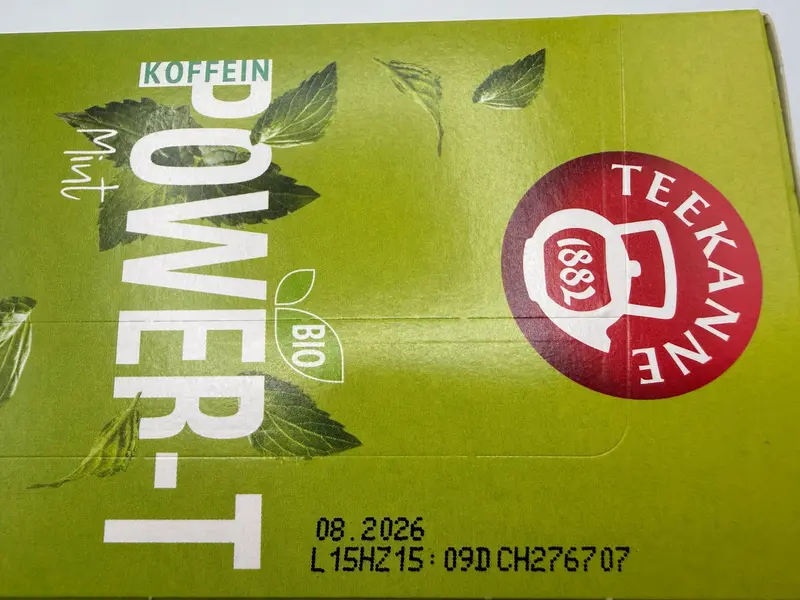 KOFFEIN
POWER-T
Mint
BIO
TEEKANNE
1882
08.2026
L15HZ15:09D CH276707